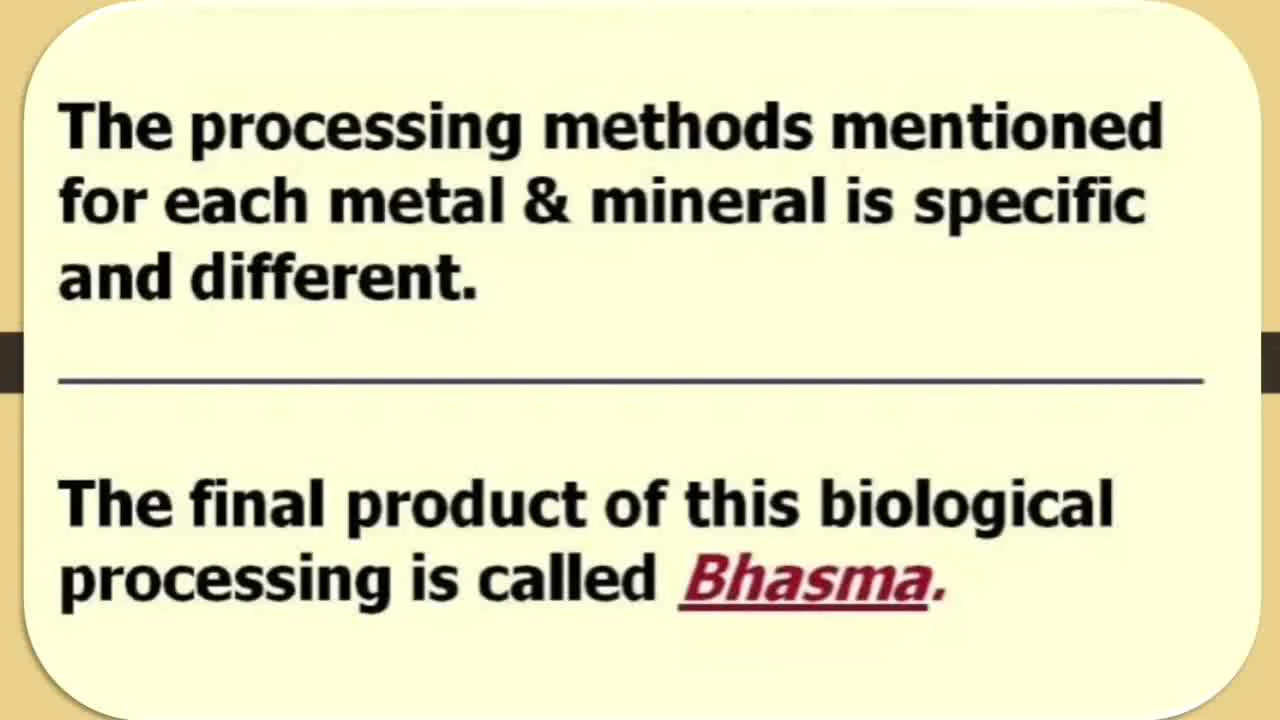 The processing methods mentioned
for each metal & mineral is specific
and different.
The final product of this biological
processing is called Bhasma.